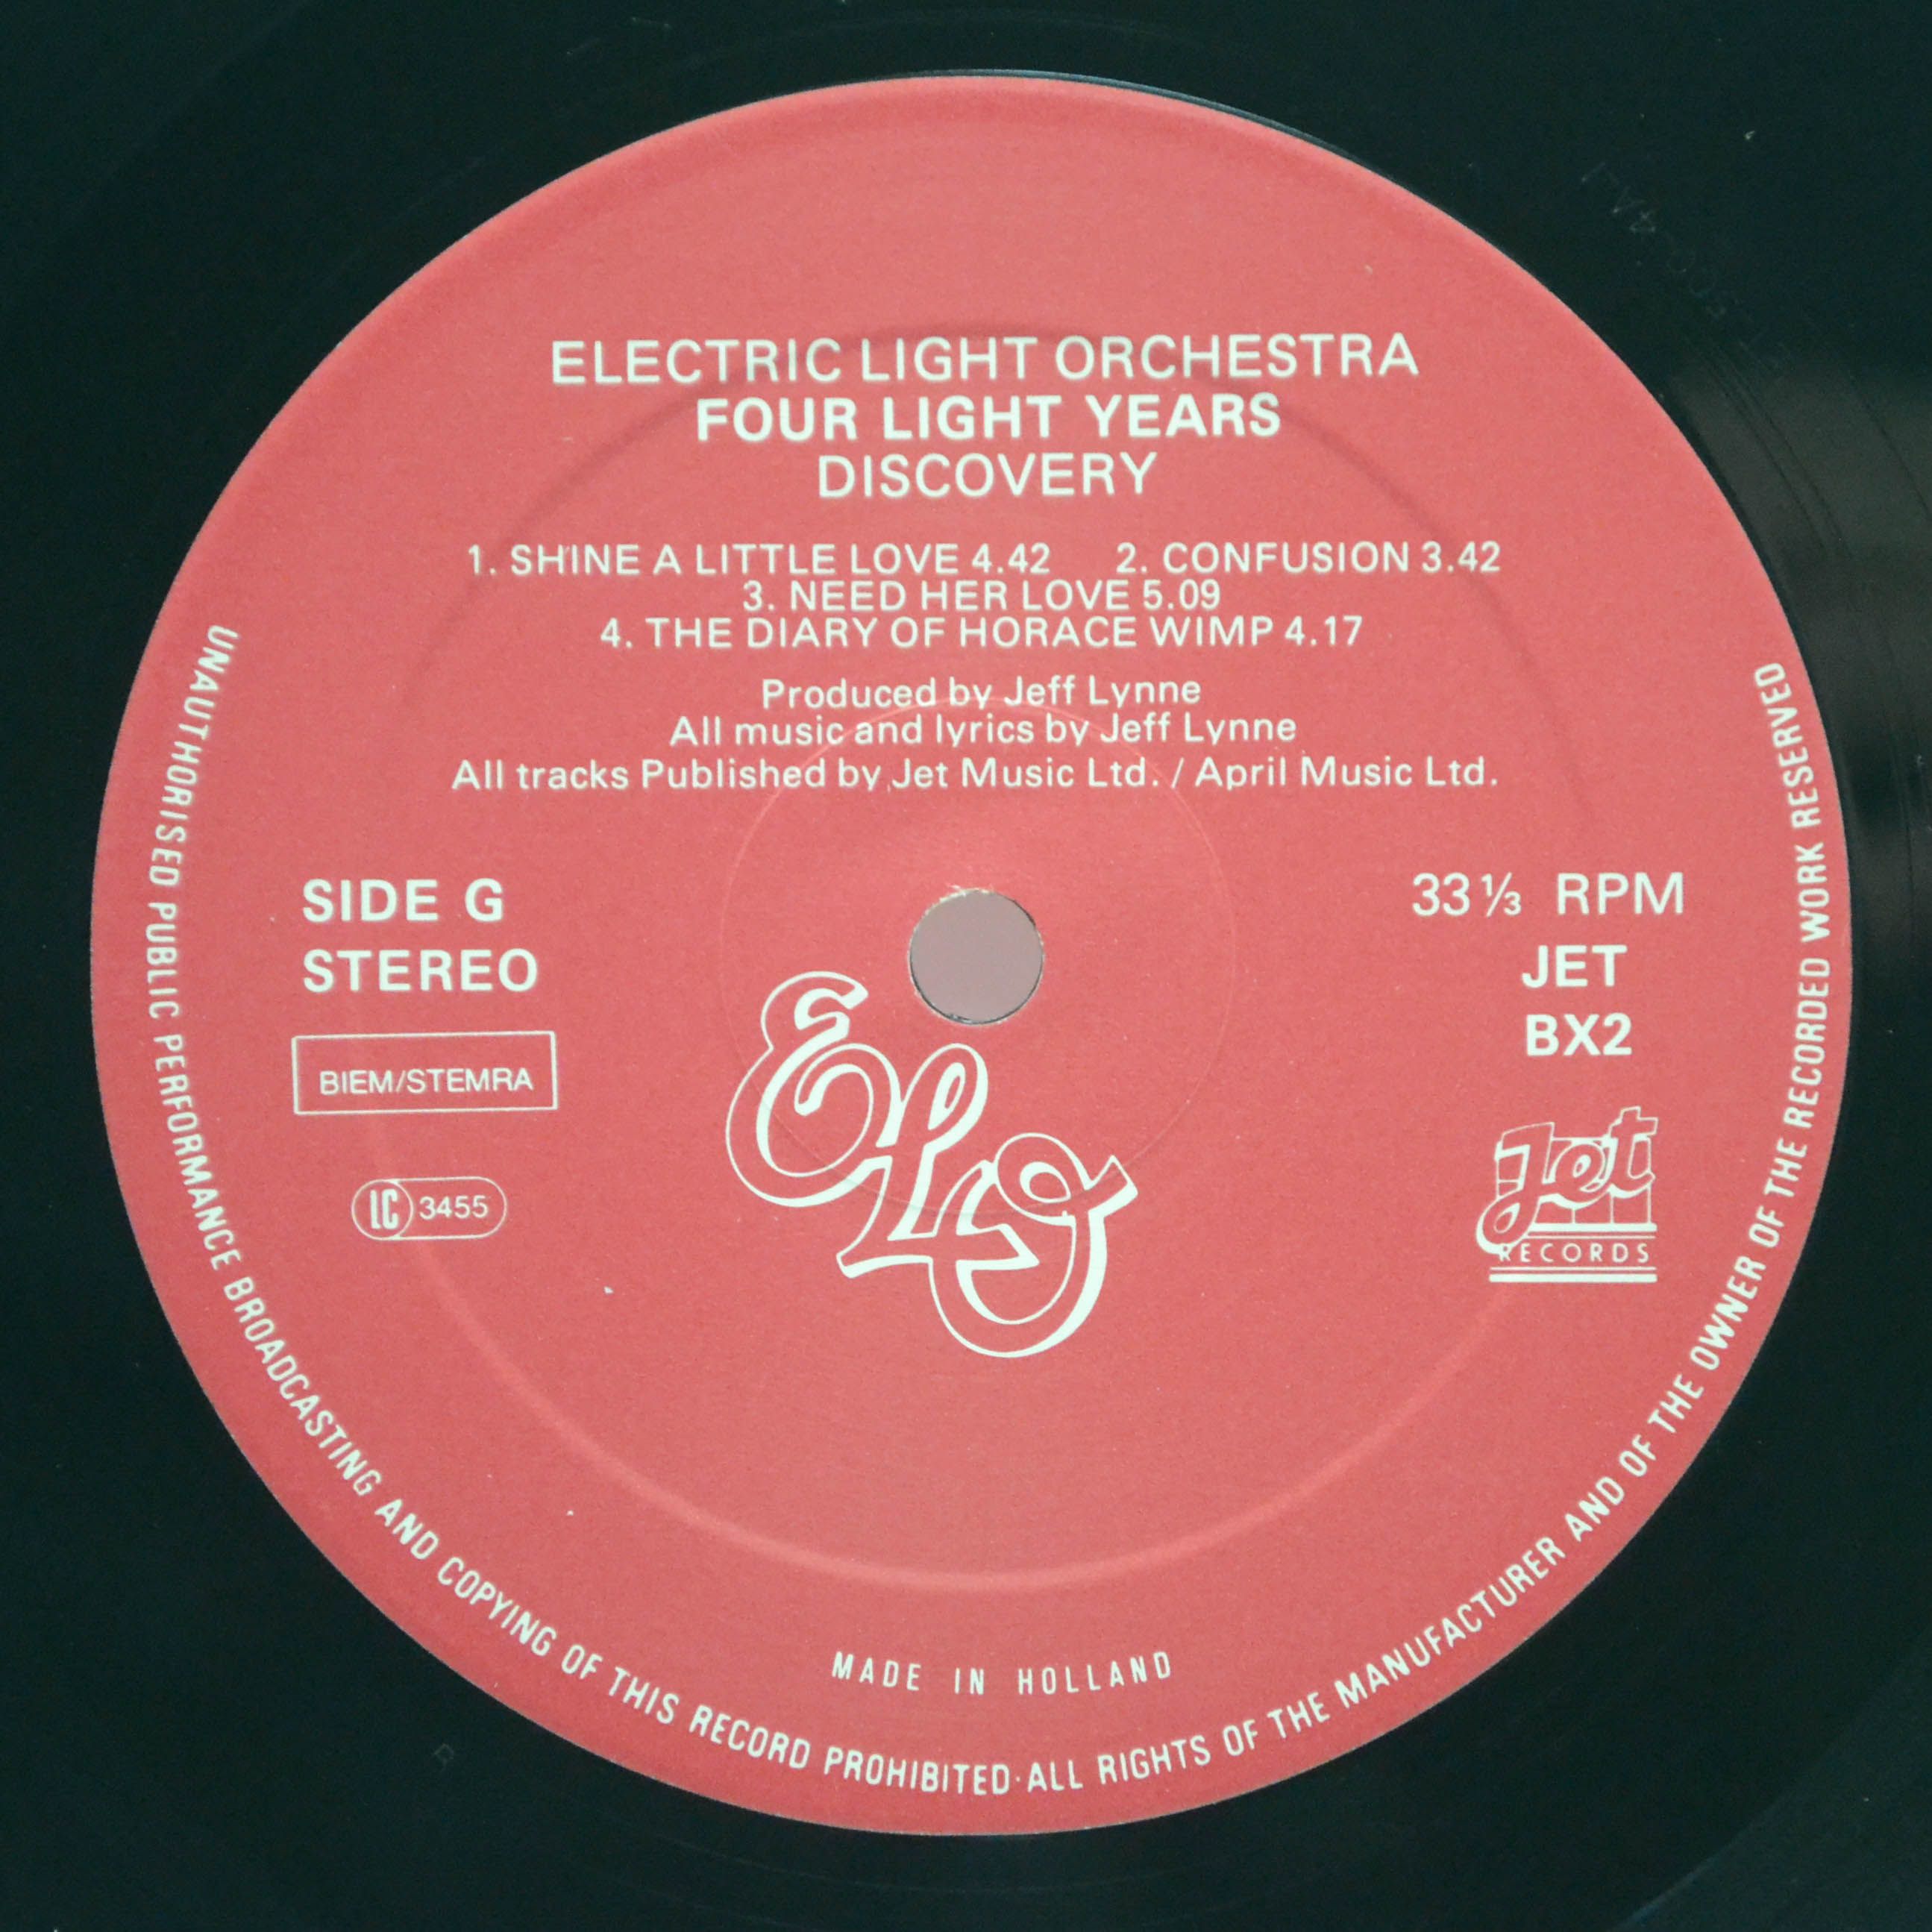 ELECTRIC LIGHT ORCHESTRA
FOUR LIGHT YEARS
DISCOVERY
1. SHINE A LITTLE LOVE 4.42 2. CONFUSION 3.42
3. NEED HER LOVE 5.09
4. THE DIARY OF HORACE WIMP 4.17
Produced by Jeff Lynne
All music and lyrics by Jeff Lynne
All tracks Published by Jet Music Ltd. / April Music Ltd.
SIDE G
STEREO
BIEM/STEMRA
LC 3455
33 ⅓ RPM
JET
BX2
Jet
RECORDS
ELO
MADE IN HOLLAND
UNAUTHORISED PUBLIC PERFORMANCE BROADCASTING AND COPYING OF THIS RECORD PROHIBITED·ALL RIGHTS OF THE MANUFACTURER AND OF THE OWNER OF THE RECORDED WORK RESERVED